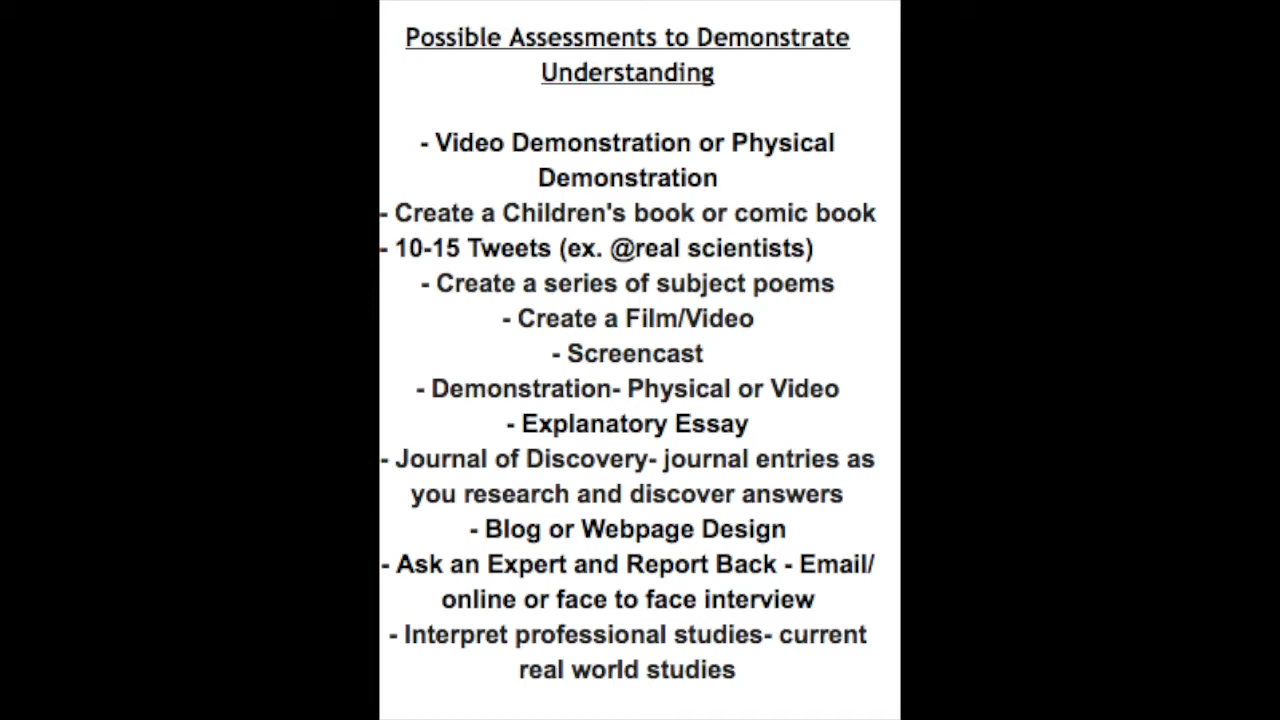 Possible Assessments to Demonstrate
Understanding
- Video Demonstration or Physical
Demonstration
- Create a Children's book or comic book
- 10-15 Tweets (ex. @real scientists)
- Create a series of subject poems
- Create a Film/Video
- Screencast
- Demonstration- Physical or Video
- Explanatory Essay
- Journal of Discovery- journal entries as
you research and discover answers
- Blog or Webpage Design
- Ask an Expert and Report Back - Email/
online or face to face interview
- Interpret professional studies- current
real world studies